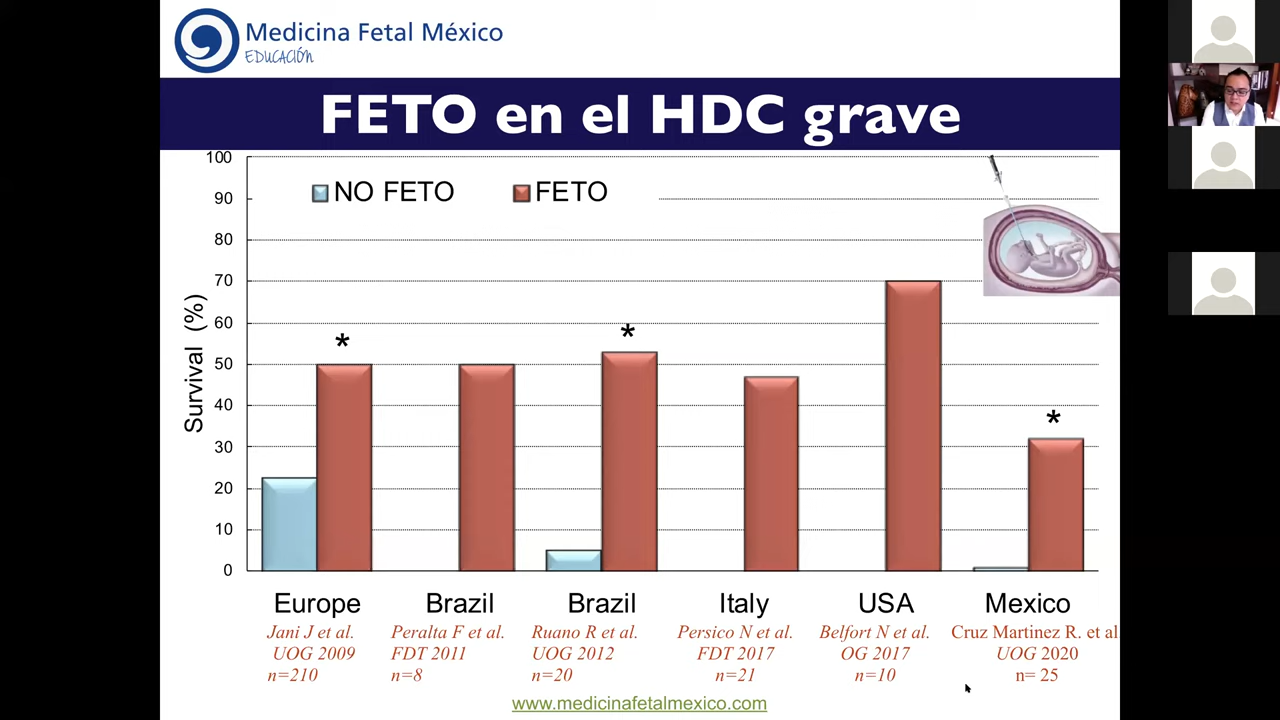 Medicina Fetal México
EDUCACIÓN
FETO en el HDC grave
100
90
80
70
60
50
40
30
20
10
0
Survival (%)
NO FETO
FETO
*
*
*
Europe
Jani J et al.
UOG 2009
n=210
Brazil
Peralta F et al.
FDT 2011
n=8
Brazil
Ruano R et al.
UOG 2012
n=20
Italy
Persico N et al.
FDT 2017
n=21
USA
Belfort N et al.
OG 2017
n=10
Mexico
Cruz Martinez R. et al
UOG 2020
n= 25
www.medicinafetalmexico.com